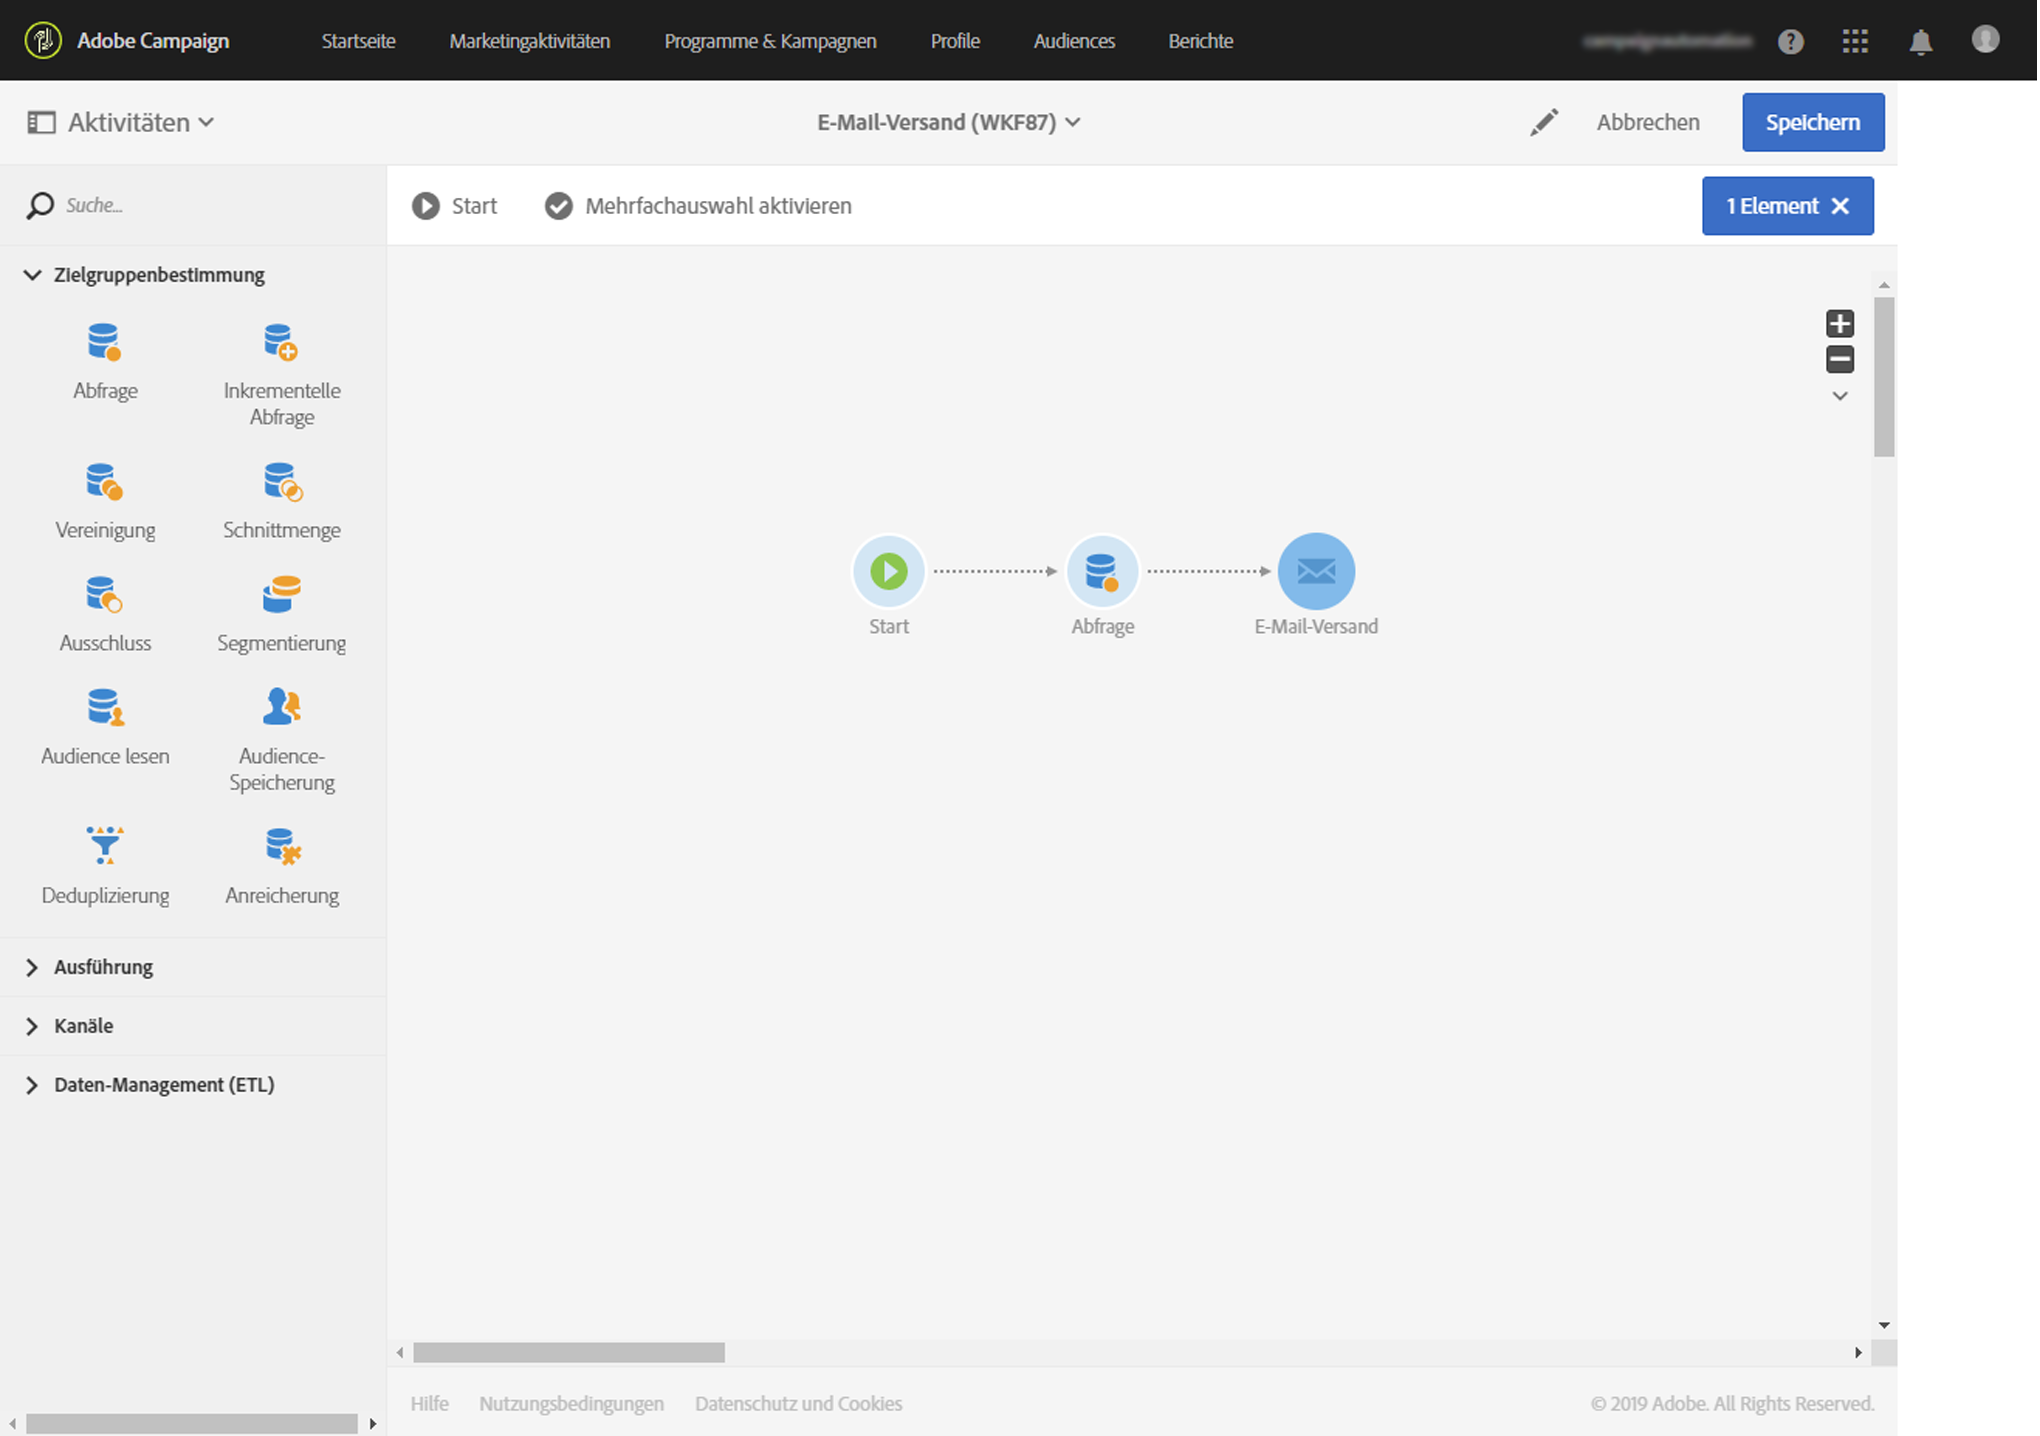 Adobe Campaign
Startseite
Marketingaktivitäten
Programme & Kampagnen
Profile
Audiences
Berichte
Aktivitäten
E-Mail-Versand (WKF87)
Abbrechen
Speichern
Suche...
Start
Mehrfachauswahl aktivieren
1 Element
Zielgruppenbestimmung
Abfrage
Inkrementelle
Abfrage
Vereinigung
Schnittmenge
Ausschluss
Segmentierung
Audience lesen
Audience-
Speicherung
Deduplizierung
Anreicherung
Ausführung
Kanäle
Daten-Management (ETL)
Start
Abfrage
E-Mail-Versand
Hilfe
Nutzungsbedingungen
Datenschutz und Cookies
© 2019 Adobe. All Rights Reserved.